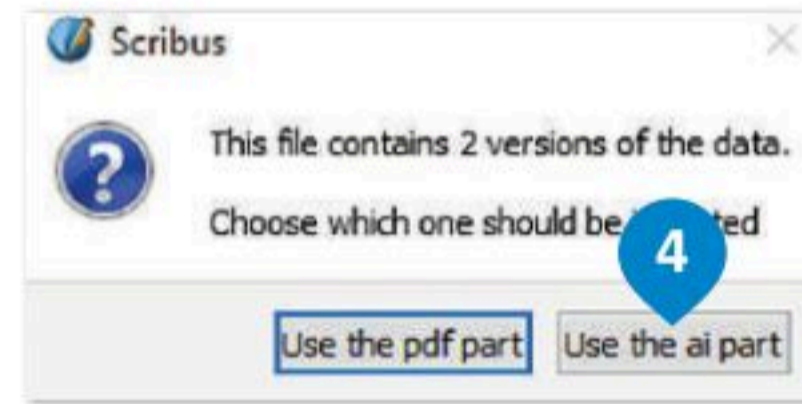 Scribus
This file contains 2 versions of the data.
Choose which one should be
4
Use the pdf part
Use the ai part